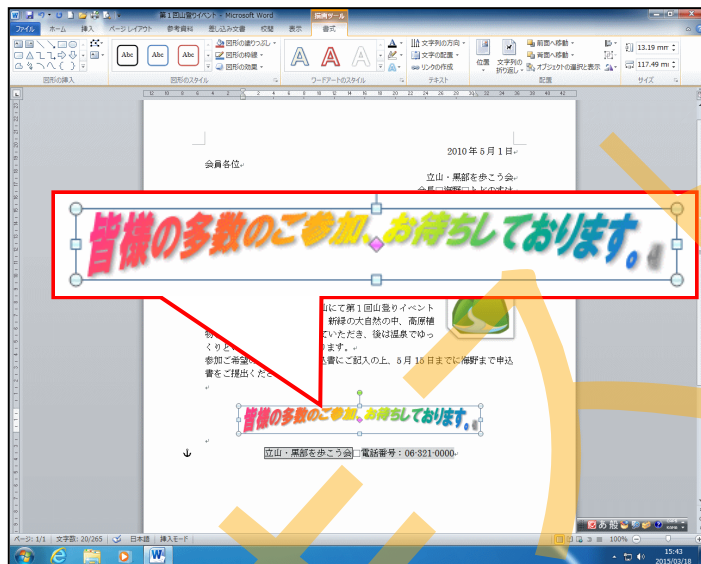 第１回山登りイベント - Microsoft Word
描画ツール
ファイル ホーム 挿入 ページ レイアウト 参考資料 差し込み文書 校閲 表示 書式
Abc Abc Abc
図形の塗りつぶし
図形の枠線
図形の効果
A A A
文字列の方向
文字の配置
リンクの作成
位置
文字列の折り返し
前面へ移動
背面へ移動
オブジェクトの選択と表示
13.19 mm
117.49 mm
図形の挿入 図形のスタイル ワードアートのスタイル テキスト 配置 サイズ
2010年５月１日
会員各位
立山・黒部を歩こう会
皆様の多数のご参加、お待ちしております。
山にて第１回山登りイベント
新緑の大自然の中、高原植
ていただき、後は温泉でゆっ
くりと
ります。
参加ご希望
込書にご記入の上、５月15日までに海野まで申込
書をご提出くださ
皆様の多数のご参加、お待ちしております。
立山・黒部を歩こう会□電話番号：06-321-0000
あ 般
ページ: 1/1 文字数: 20/265 日本語 挿入モード 100%
15:43
2015/03/18